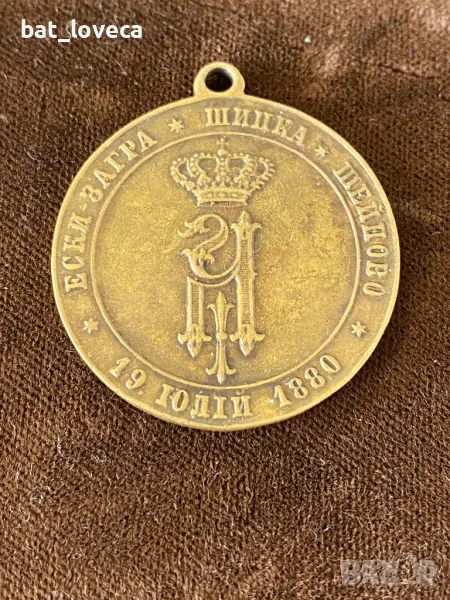 bat_loveca
ЕСКИ-ЗАГРА * ШИПКА * ШЕЙНОВО *
19. ЮЛІЙ 1880